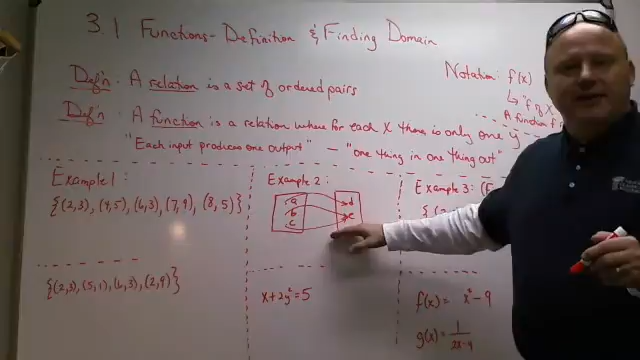 3.1 Functions - Definition & Finding Domain
Notation: f(x)
Def'n: A relation is a set of ordered pairs
↳ "f of x
Def'n: A function is a relation where for each x there is only one y
A function f
"Each input produces one output" - "one thing in one thing out"
Example 1
{(2,3), (4,5), (6,3), (7,9), (8,5)}
{(2,3), (5,1), (6,3), (2,9)}
Example 2:
a d
b e
c
x + 2y² = 5
Example 3:
f(x) = x² - 9
g(x) = 1/(2x-4)